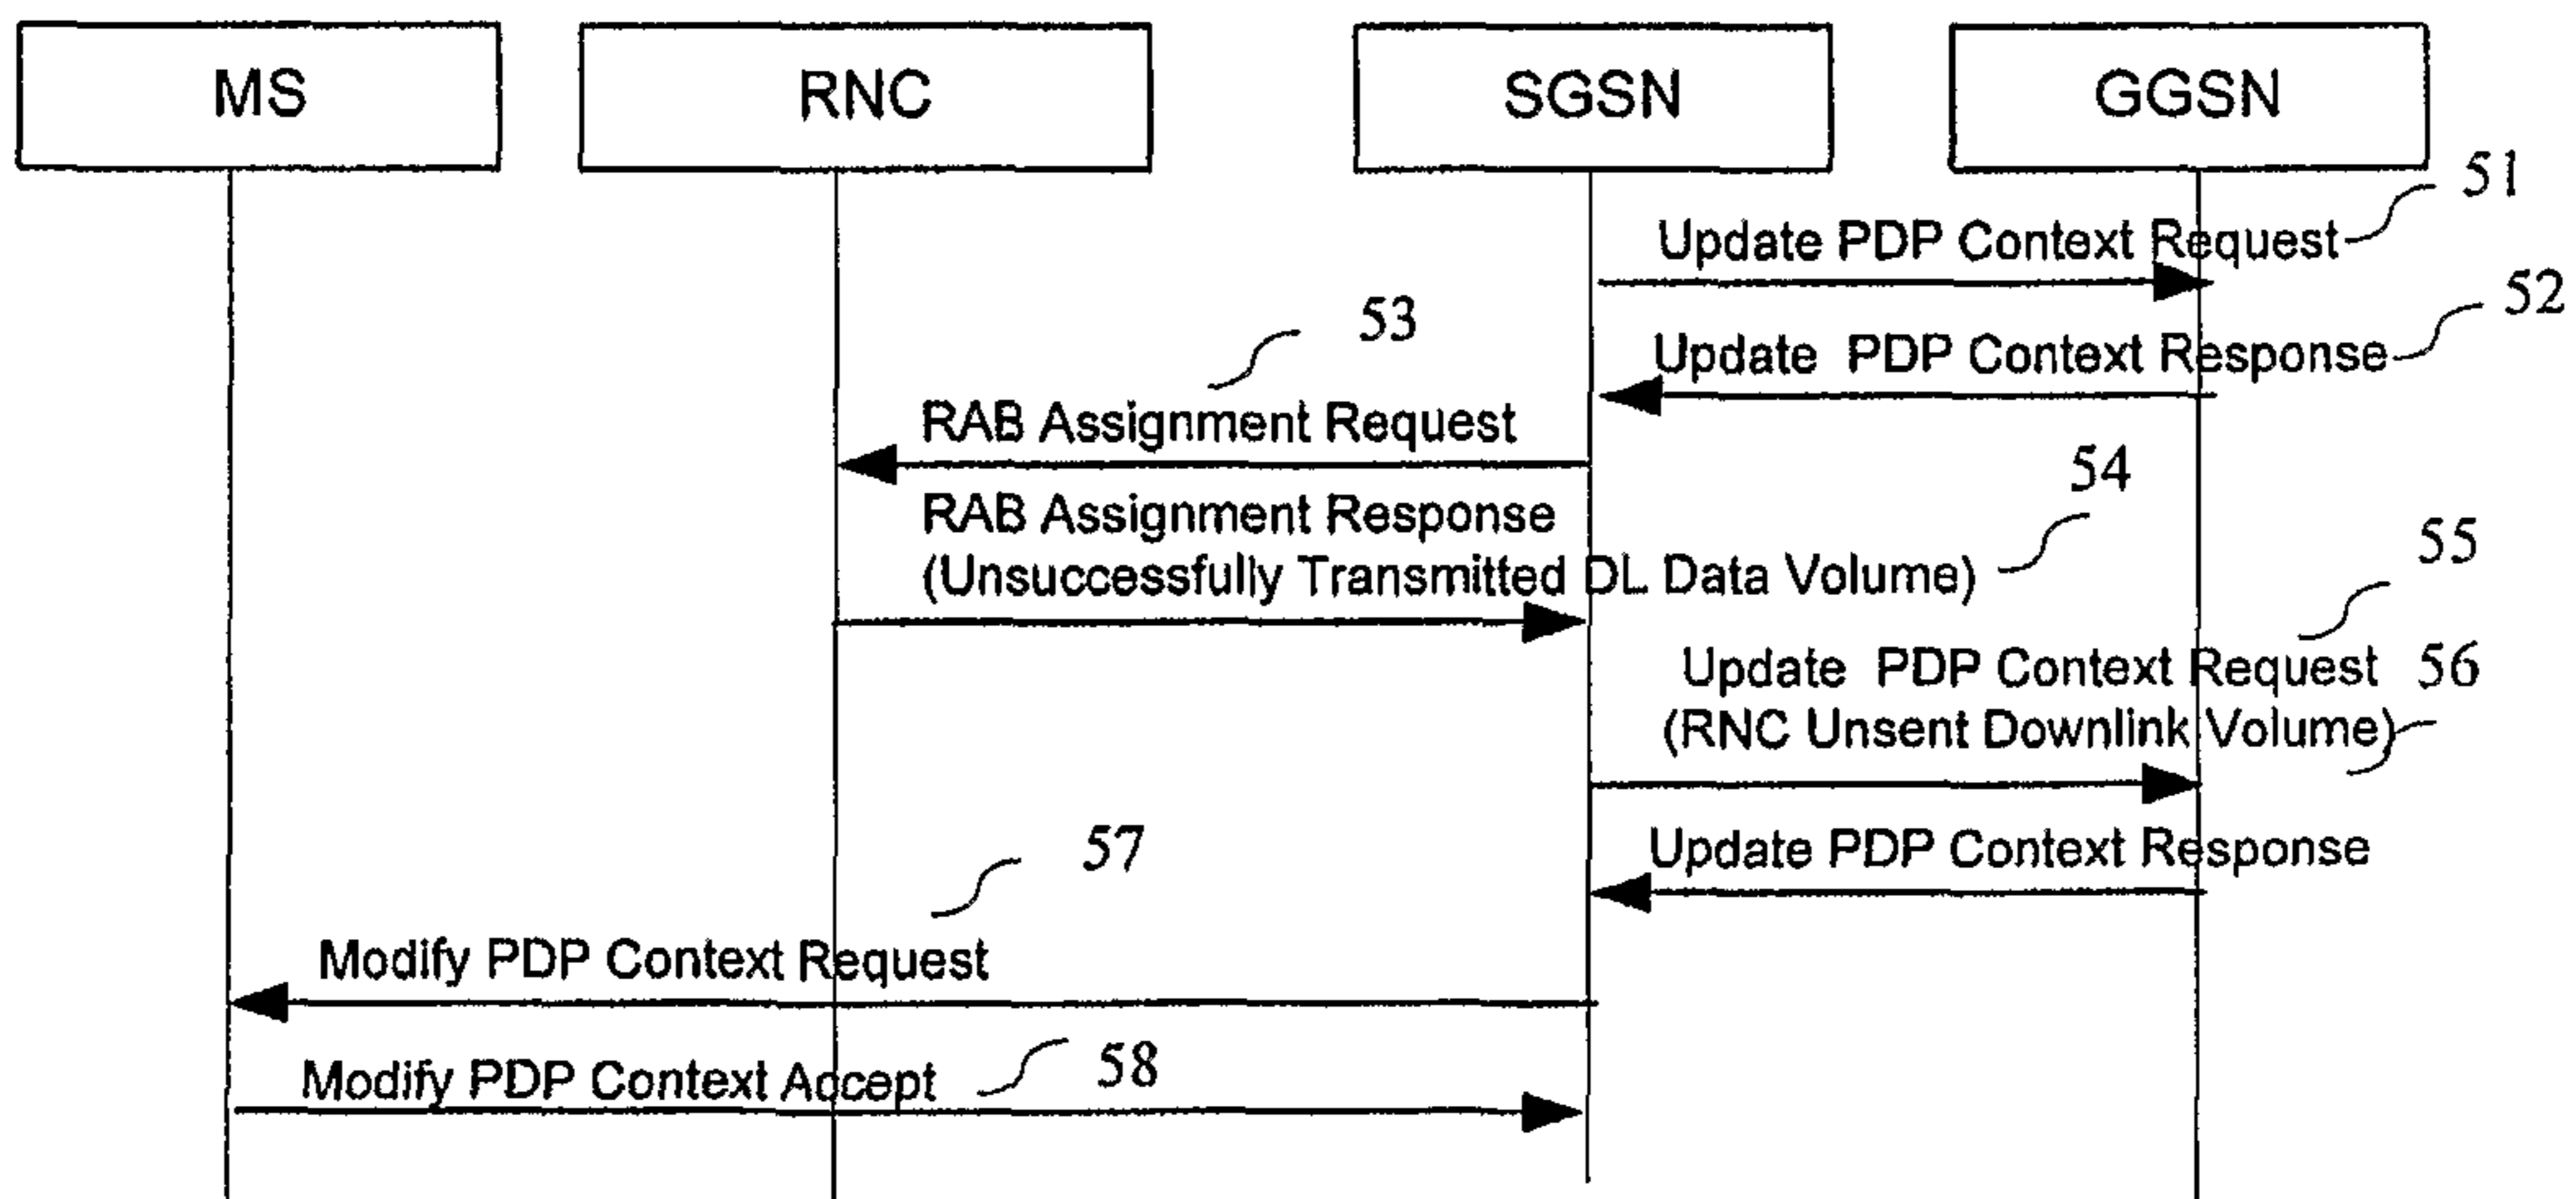 MS
RNC
SGSN
GGSN
51
Update PDP Context Request
52
Update PDP Context Response
53
RAB Assignment Request
54
RAB Assignment Response
(Unsuccessfully Transmitted DL Data Volume)
55
Update PDP Context Request
56
(RNC Unsent Downlink Volume)
Update PDP Context Response
57
Modify PDP Context Request
Modify PDP Context Accept
58